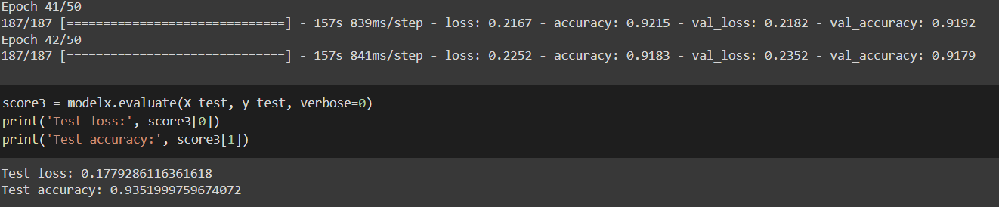 Epoch 41/50
187/187 [==============================] - 157s 839ms/step - loss: 0.2167 - accuracy: 0.9215 - val_loss: 0.2182 - val_accuracy: 0.9192
Epoch 42/50
187/187 [==============================] - 157s 841ms/step - loss: 0.2252 - accuracy: 0.9183 - val_loss: 0.2352 - val_accuracy: 0.9179
score3 = modelx.evaluate(X_test, y_test, verbose=0)
print('Test loss:', score3[0])
print('Test accuracy:', score3[1])
Test loss: 0.1779286116361618
Test accuracy: 0.9351999759674072